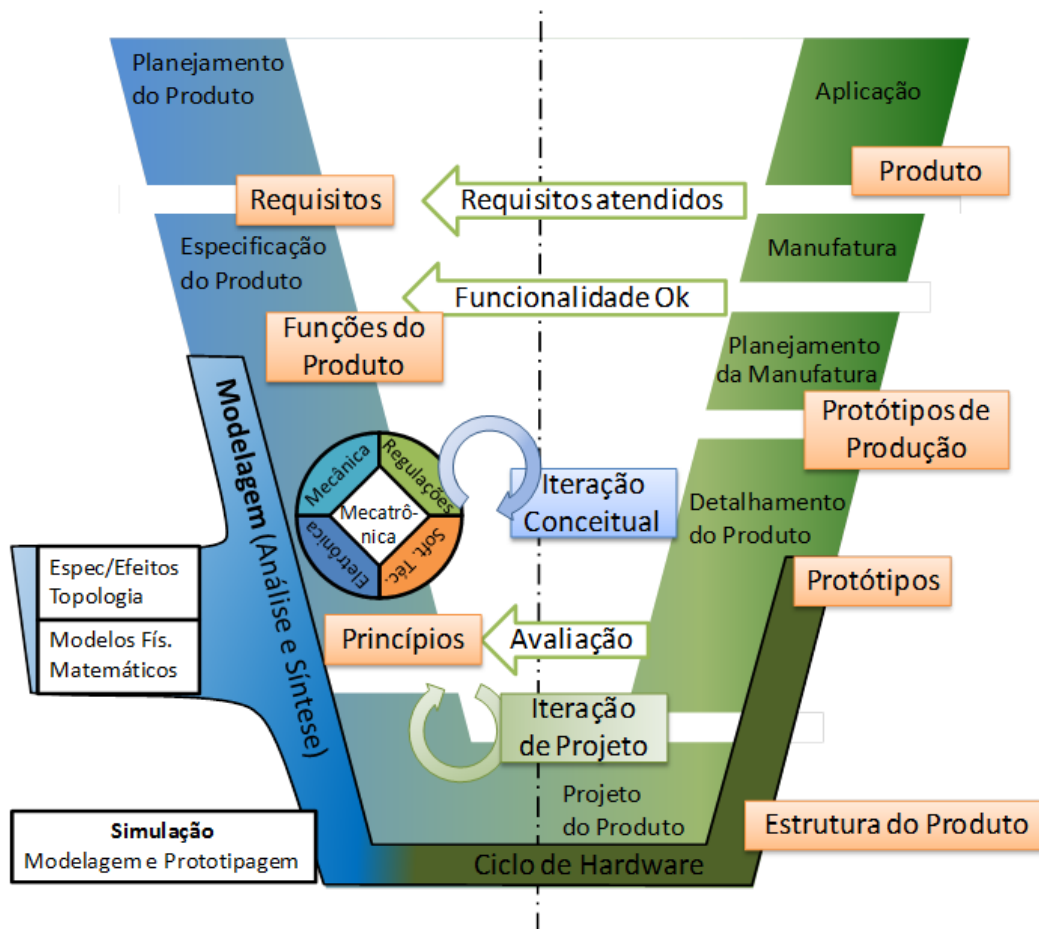 Planejamento
do Produto
Aplicação
Produto
Requisitos
Requisitos atendidos
Especificação
do Produto
Manufatura
Funcionalidade Ok
Funções do
Produto
Planejamento
da Manufatura
Protótipos de
Produção
Modelagem (Análise e Síntese)
Mecânica
Regulações
Mecatrô-
nica
Eletrônica
Soft. Téc.
Iteração
Conceitual
Detalhamento
do Produto
Espec/Efeitos
Topologia
Modelos Fís.
Matemáticos
Protótipos
Princípios
Avaliação
Iteração
de Projeto
Projeto
do Produto
Estrutura do Produto
Simulação
Modelagem e Prototipagem
Ciclo de Hardware